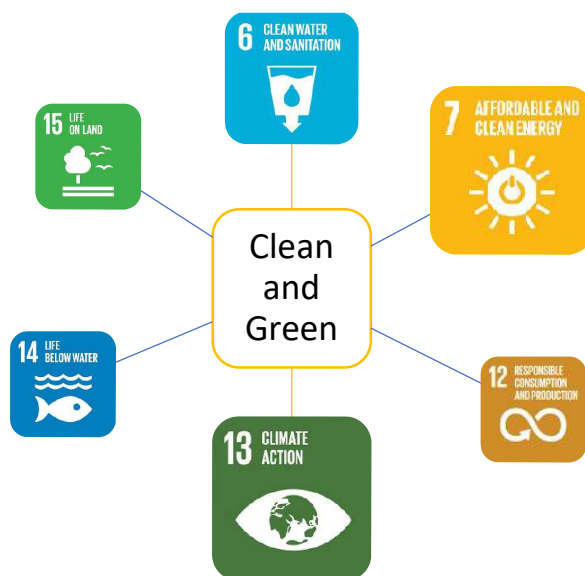 6 CLEAN WATER
AND SANITATION
15 LIFE
ON LAND
7 AFFORDABLE AND
CLEAN ENERGY
Clean
and
Green
14 LIFE
BELOW WATER
12 RESPONSIBLE
CONSUMPTION
AND PRODUCTION
13 CLIMATE
ACTION